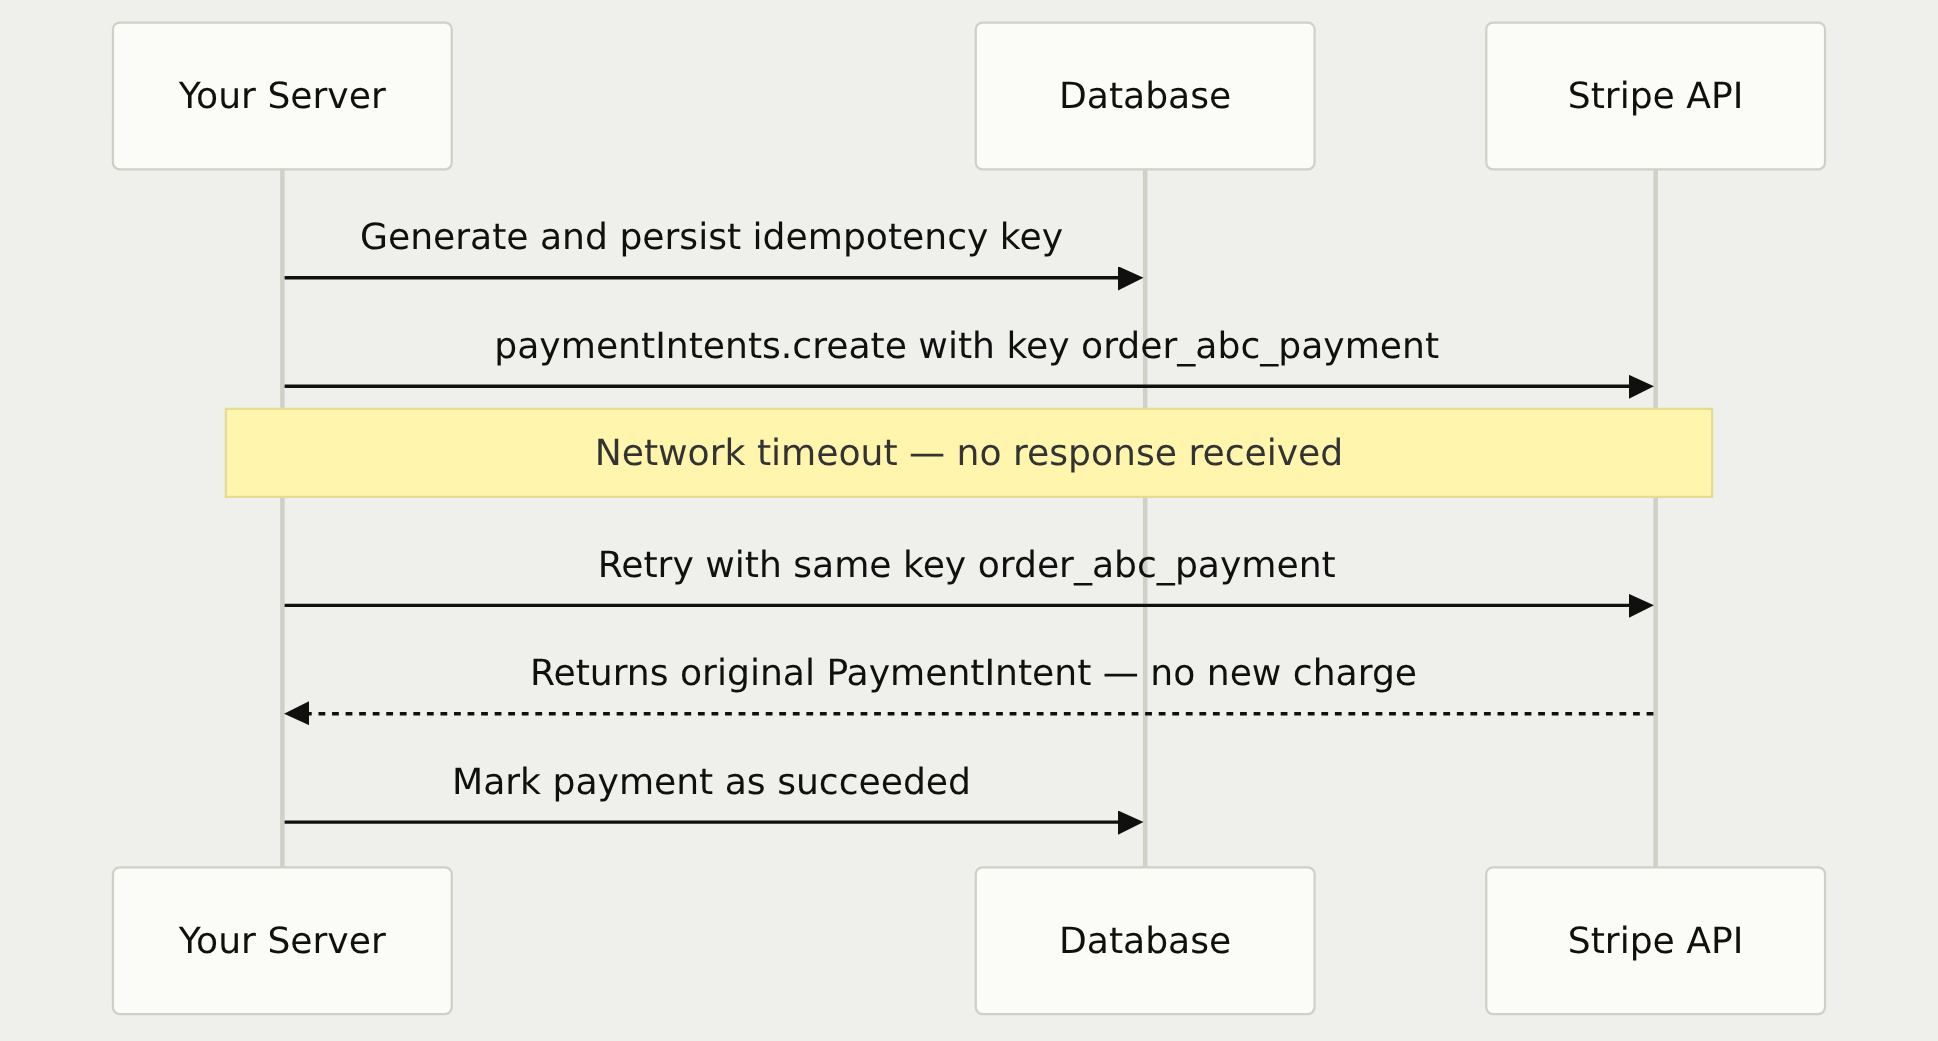 Your Server
Database
Stripe API
Generate and persist idempotency key
paymentIntents.create with key order_abc_payment
Network timeout — no response received
Retry with same key order_abc_payment
Returns original PaymentIntent — no new charge
Mark payment as succeeded
Your Server
Database
Stripe API